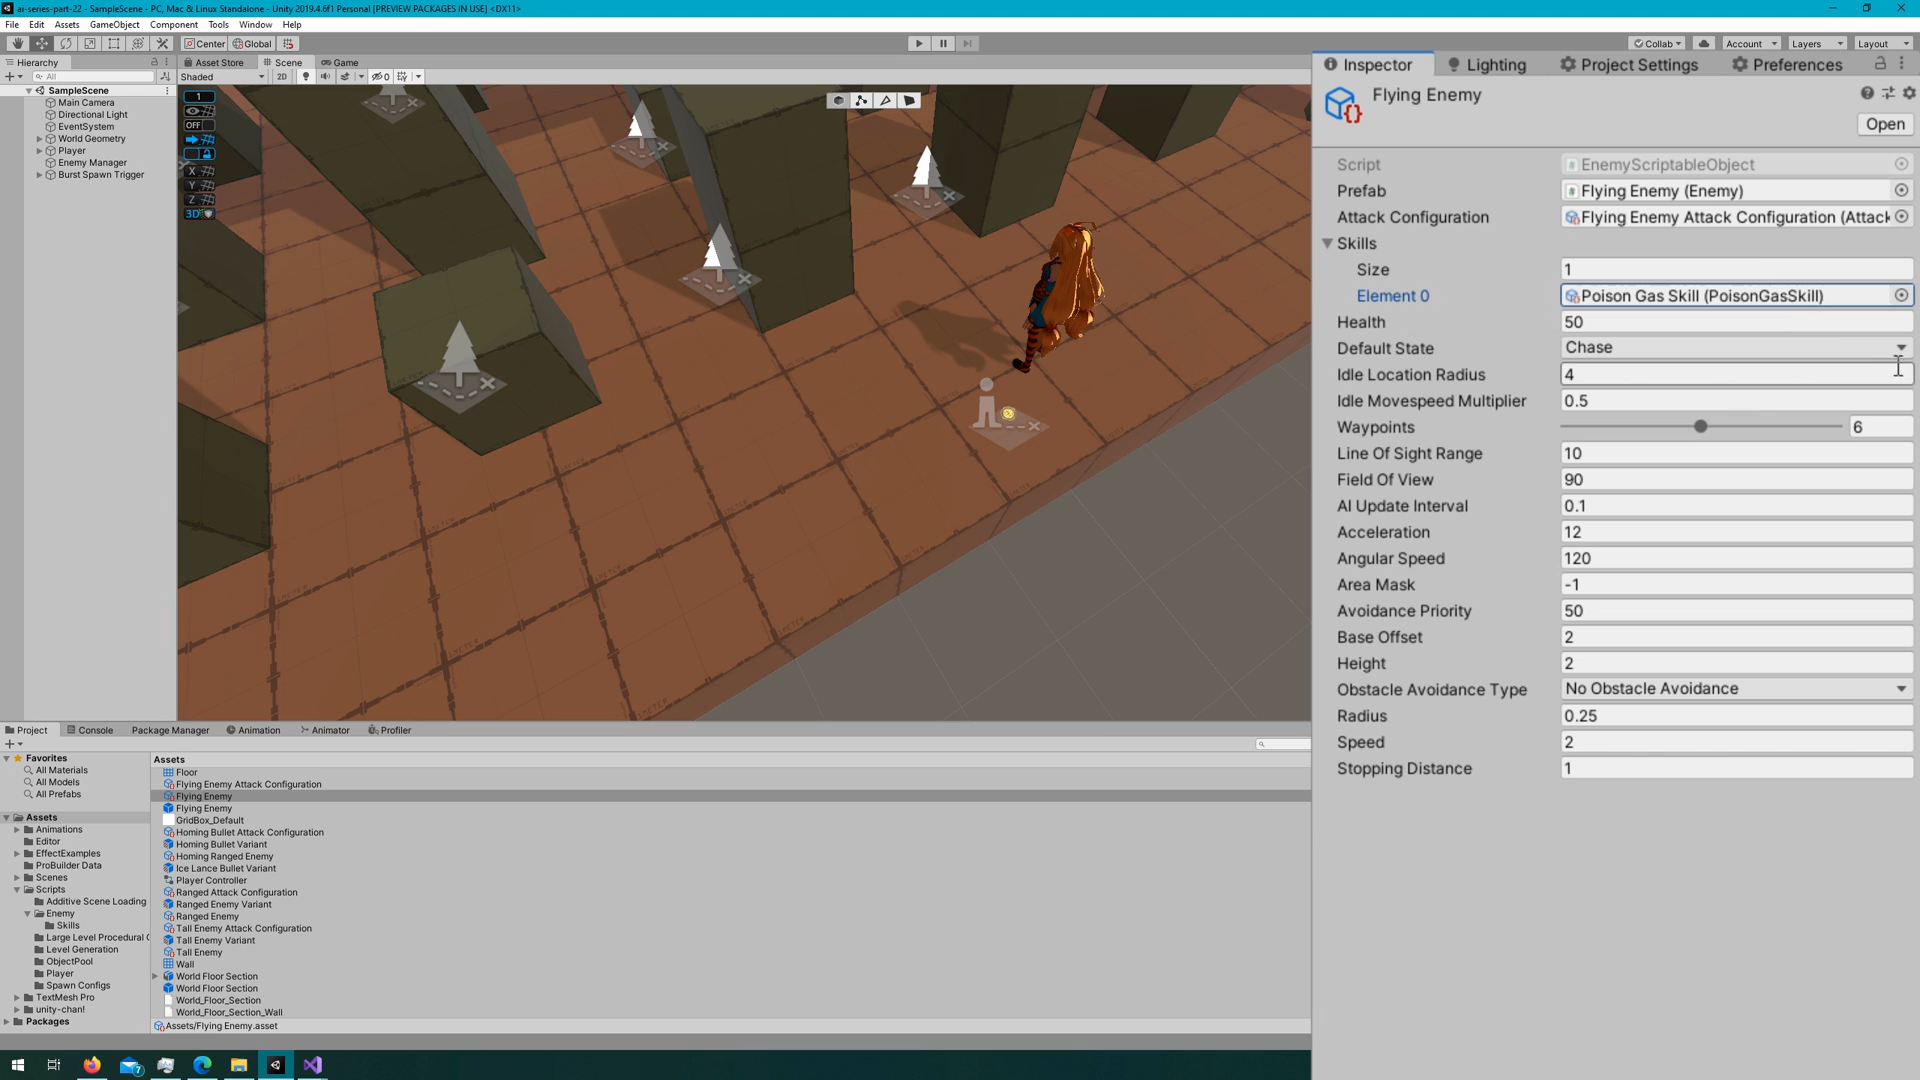 ai-series-part-22 - SampleScene - PC, Mac & Linux Standalone - Unity 2019.4.6f1 Personal [PREVIEW PACKAGES IN USE] <DX11>
File Edit Assets GameObject Component Tools Window Help
Center Global
Collab Account Layers Layout
Hierarchy
All
SampleScene
Main Camera
Directional Light
EventSystem
World Geometry
Player
Enemy Manager
Burst Spawn Trigger
Asset Store Scene Game
Shaded 2D 0
1
OFF
X
Y
Z
3D
Inspector Lighting Project Settings Preferences
Flying Enemy
Open
Script EnemyScriptableObject
Prefab Flying Enemy (Enemy)
Attack Configuration Flying Enemy Attack Configuration (Attack
Skills
Size 1
Element 0 Poison Gas Skill (PoisonGasSkill)
Health 50
Default State Chase
Idle Location Radius 4
Idle Movespeed Multiplier 0.5
Waypoints 6
Line Of Sight Range 10
Field Of View 90
AI Update Interval 0.1
Acceleration 12
Angular Speed 120
Area Mask -1
Avoidance Priority 50
Base Offset 2
Height 2
Obstacle Avoidance Type No Obstacle Avoidance
Radius 0.25
Speed 2
Stopping Distance 1
Project Console Package Manager Animation Animator Profiler
Favorites
All Materials
All Models
All Prefabs
Assets
Animations
Editor
EffectExamples
ProBuilder Data
Scenes
Scripts
Additive Scene Loading
Enemy
Skills
Large Level Procedural
Level Generation
ObjectPool
Player
Spawn Configs
TextMesh Pro
unity-chan!
Packages
Assets
Floor
Flying Enemy Attack Configuration
Flying Enemy
Flying Enemy
GridBox_Default
Homing Bullet Attack Configuration
Homing Bullet Variant
Homing Ranged Enemy
Ice Lance Bullet Variant
Player Controller
Ranged Attack Configuration
Ranged Enemy Variant
Ranged Enemy
Tall Enemy Attack Configuration
Tall Enemy Variant
Tall Enemy
Wall
World Floor Section
World Floor Section
World_Floor_Section
World_Floor_Section_Wall
Assets/Flying Enemy.asset
7